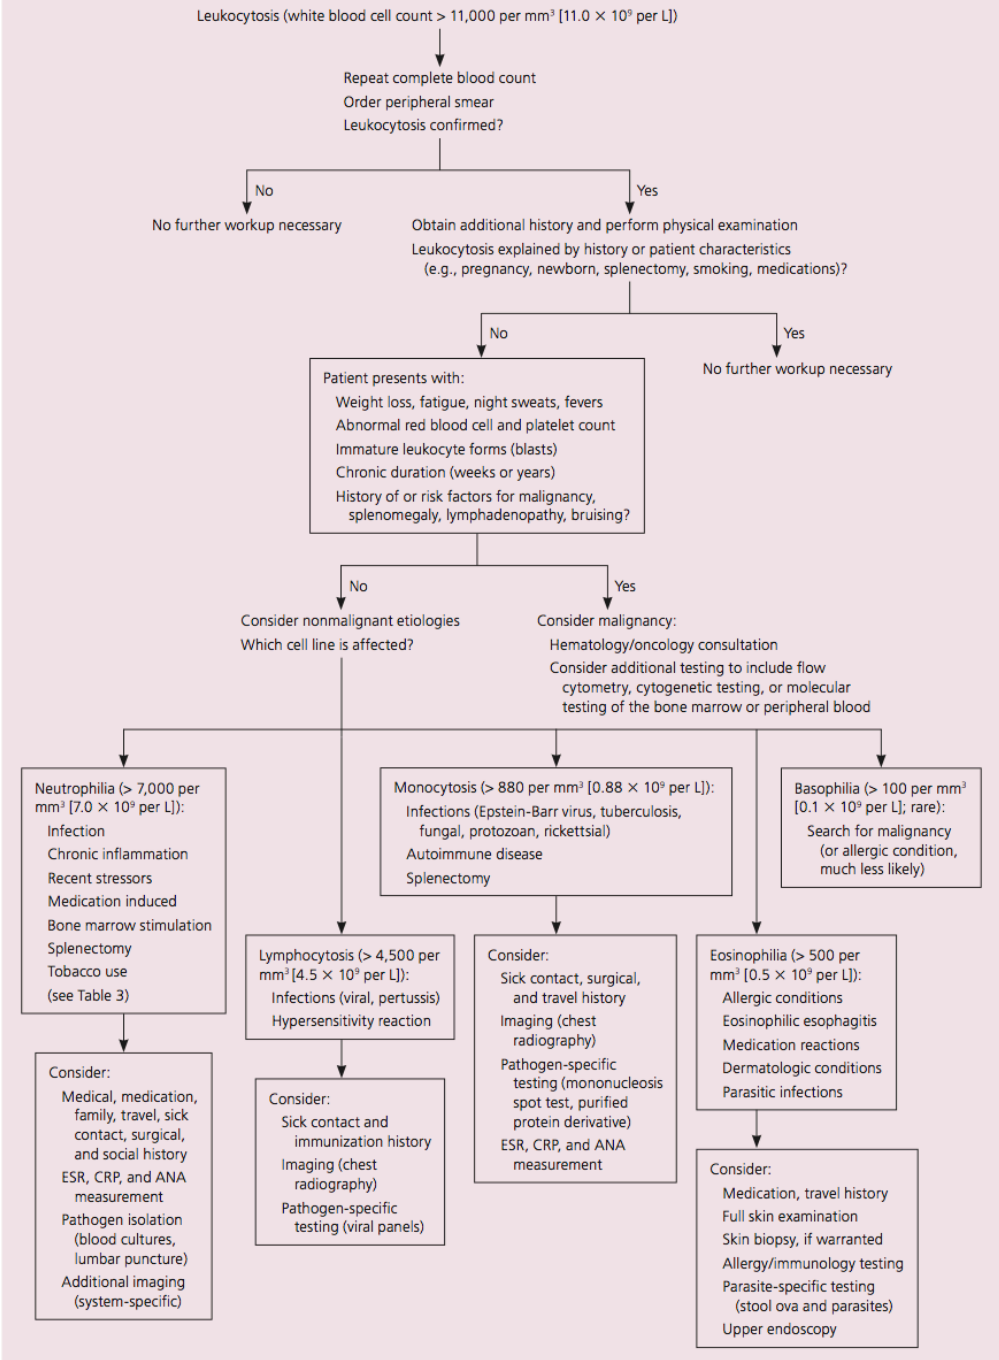 Leukocytosis (white blood cell count > 11,000 per mm³ [11.0 × 10⁹ per L])
Repeat complete blood count
Order peripheral smear
Leukocytosis confirmed?
No
Yes
No further workup necessary
Obtain additional history and perform physical examination
Leukocytosis explained by history or patient characteristics
(e.g., pregnancy, newborn, splenectomy, smoking, medications)?
No
Yes
No further workup necessary
Patient presents with:
Weight loss, fatigue, night sweats, fevers
Abnormal red blood cell and platelet count
Immature leukocyte forms (blasts)
Chronic duration (weeks or years)
History of or risk factors for malignancy,
splenomegaly, lymphadenopathy, bruising?
No
Yes
Consider nonmalignant etiologies
Which cell line is affected?
Consider malignancy:
Hematology/oncology consultation
Consider additional testing to include flow
cytometry, cytogenetic testing, or molecular
testing of the bone marrow or peripheral blood
Neutrophilia (> 7,000 per
mm³ [7.0 × 10⁹ per L]):
Infection
Chronic inflammation
Recent stressors
Medication induced
Bone marrow stimulation
Splenectomy
Tobacco use
(see Table 3)
Consider:
Medical, medication,
family, travel, sick
contact, surgical,
and social history
ESR, CRP, and ANA
measurement
Pathogen isolation
(blood cultures,
lumbar puncture)
Additional imaging
(system-specific)
Lymphocytosis (> 4,500 per
mm³ [4.5 × 10⁹ per L]):
Infections (viral, pertussis)
Hypersensitivity reaction
Consider:
Sick contact and
immunization history
Imaging (chest
radiography)
Pathogen-specific
testing (viral panels)
Monocytosis (> 880 per mm³ [0.88 × 10⁹ per L]):
Infections (Epstein-Barr virus, tuberculosis,
fungal, protozoan, rickettsial)
Autoimmune disease
Splenectomy
Consider:
Sick contact, surgical,
and travel history
Imaging (chest
radiography)
Pathogen-specific
testing (mononucleosis
spot test, purified
protein derivative)
ESR, CRP, and ANA
measurement
Eosinophilia (> 500 per
mm³ [0.5 × 10⁹ per L]):
Allergic conditions
Eosinophilic esophagitis
Medication reactions
Dermatologic conditions
Parasitic infections
Consider:
Medication, travel history
Full skin examination
Skin biopsy, if warranted
Allergy/immunology testing
Parasite-specific testing
(stool ova and parasites)
Upper endoscopy
Basophilia (> 100 per mm³
[0.1 × 10⁹ per L]; rare):
Search for malignancy
(or allergic condition,
much less likely)